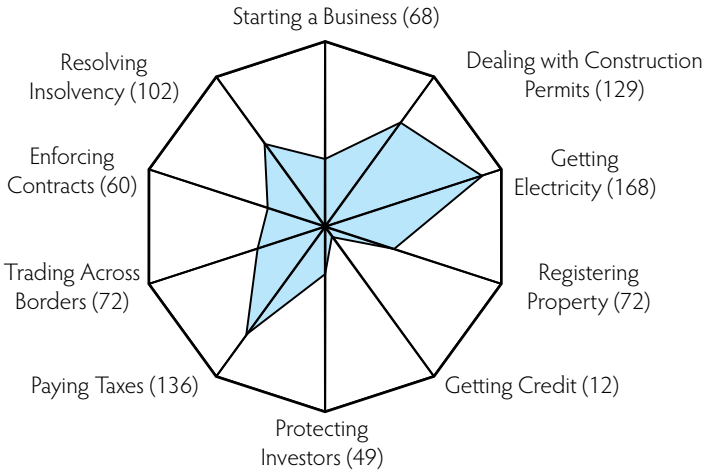 Starting a Business (68)
Dealing with Construction
Permits (129)
Getting
Electricity (168)
Registering
Property (72)
Getting Credit (12)
Protecting
Investors (49)
Paying Taxes (136)
Trading Across
Borders (72)
Enforcing
Contracts (60)
Resolving
Insolvency (102)